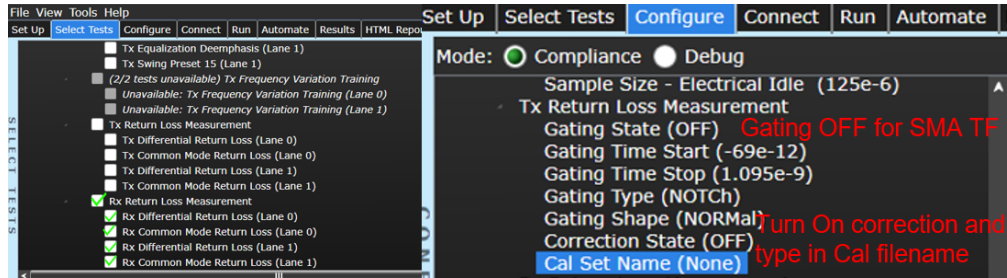 File View Tools Help
Set Up Select Tests Configure Connect Run Automate Results HTML Repo
Tx Equalization Deemphasis (Lane 1)
Tx Swing Preset 15 (Lane 1)
(2/2 tests unavailable) Tx Frequency Variation Training
Unavailable: Tx Frequency Variation Training (Lane 0)
Unavailable: Tx Frequency Variation Training (Lane 1)
Tx Return Loss Measurement
Tx Differential Return Loss (Lane 0)
Tx Common Mode Return Loss (Lane 0)
Tx Differential Return Loss (Lane 1)
Tx Common Mode Return Loss (Lane 1)
Rx Return Loss Measurement
Rx Differential Return Loss (Lane 0)
Rx Common Mode Return Loss (Lane 0)
Rx Differential Return Loss (Lane 1)
Rx Common Mode Return Loss (Lane 1)
SELECT TESTS
Set Up Select Tests Configure Connect Run Automate
Mode: Compliance Debug
Sample Size - Electrical Idle (125e-6)
Tx Return Loss Measurement
Gating State (OFF) Gating OFF for SMA TF
Gating Time Start (-69e-12)
Gating Time Stop (1.095e-9)
Gating Type (NOTCh)
Gating Shape (NORMal)
Turn On correction and
Correction State (OFF)
type in Cal filename
Cal Set Name (None)
CONF